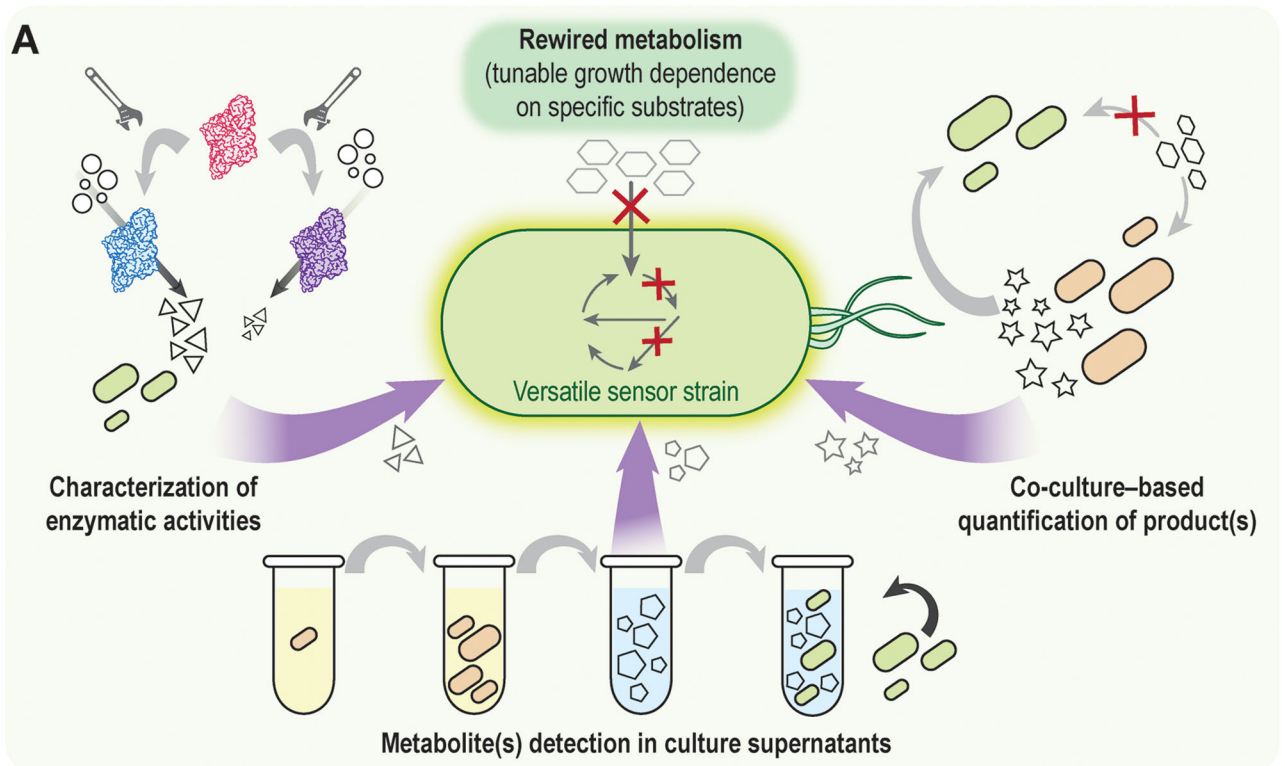 A
Rewired metabolism
(tunable growth dependence
on specific substrates)
Versatile sensor strain
Characterization of
enzymatic activities
Co-culture–based
quantification of product(s)
Metabolite(s) detection in culture supernatants